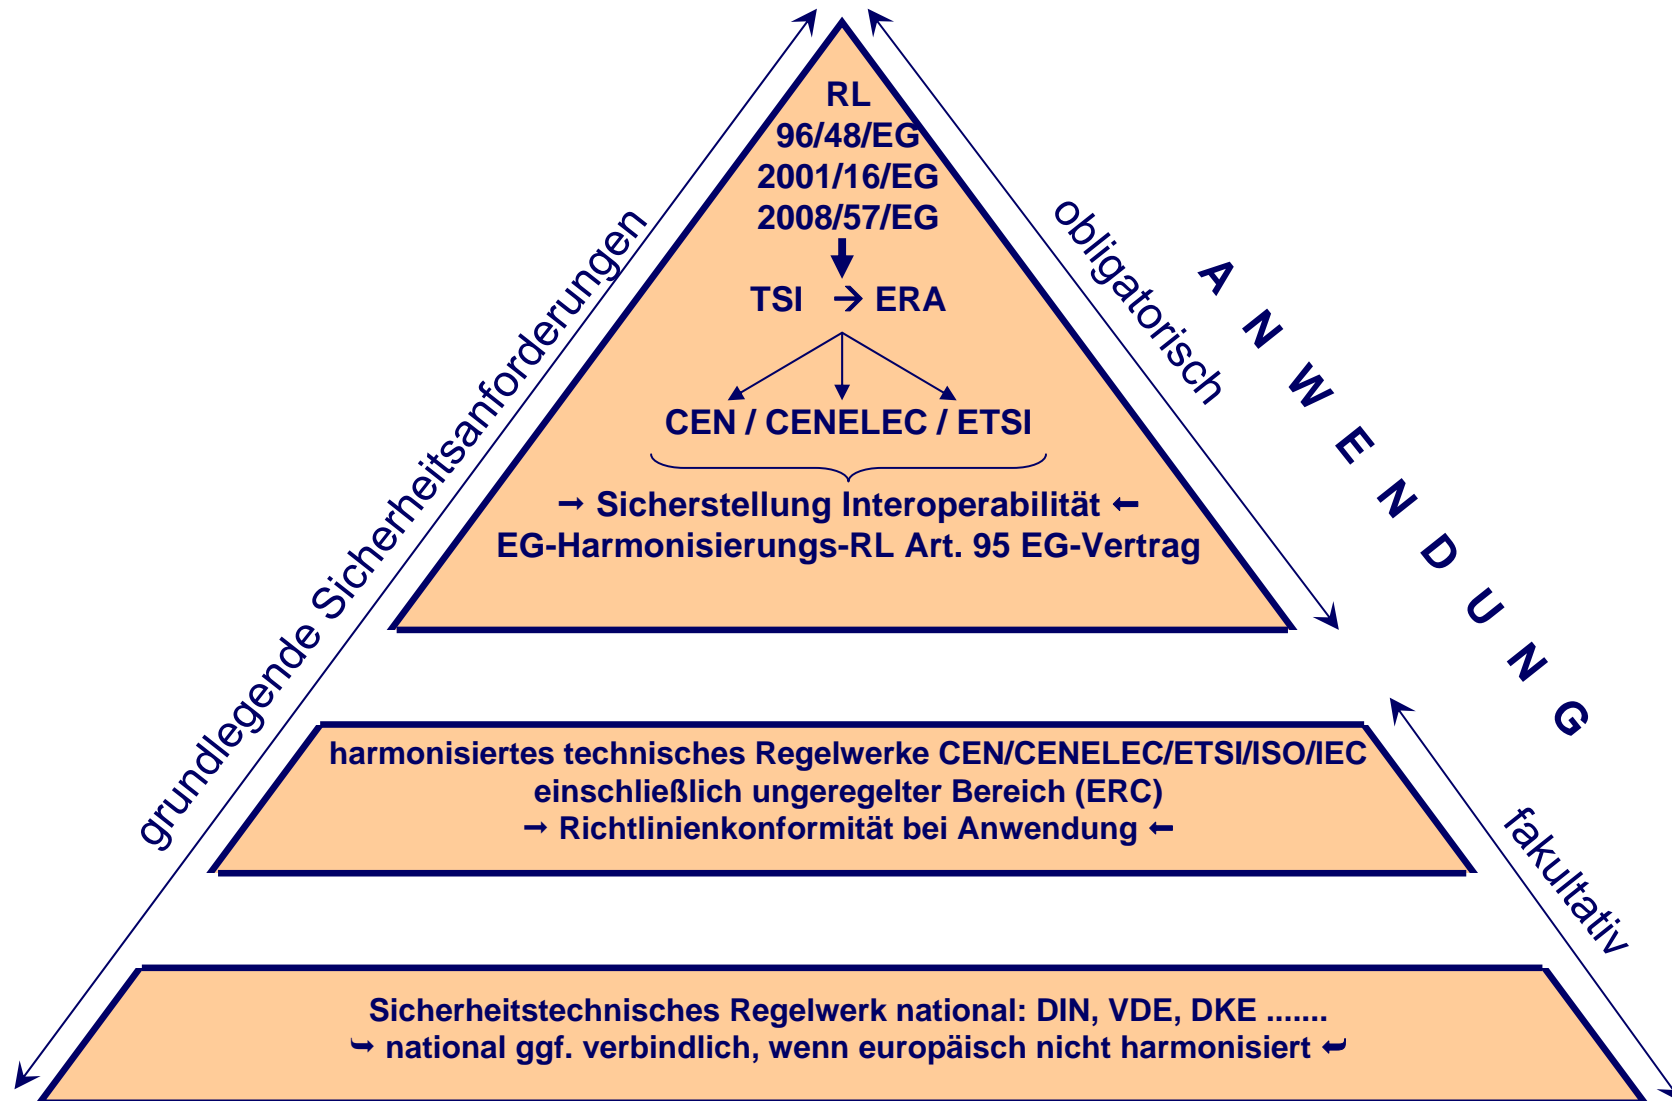 RL
96/48/EG
2001/16/EG
2008/57/EG
TSI → ERA
CEN / CENELEC / ETSI
→ Sicherstellung Interoperabilität ←
EG-Harmonisierungs-RL Art. 95 EG-Vertrag
harmonisiertes technisches Regelwerke CEN/CENELEC/ETSI/ISO/IEC
einschließlich ungeregelter Bereich (ERC)
→ Richtlinienkonformität bei Anwendung ←
Sicherheitstechnisches Regelwerk national: DIN, VDE, DKE .......
⤷ national ggf. verbindlich, wenn europäisch nicht harmonisiert ↩
grundlegende Sicherheitsanforderungen
obligatorisch
A N W E N D U N G
fakultativ